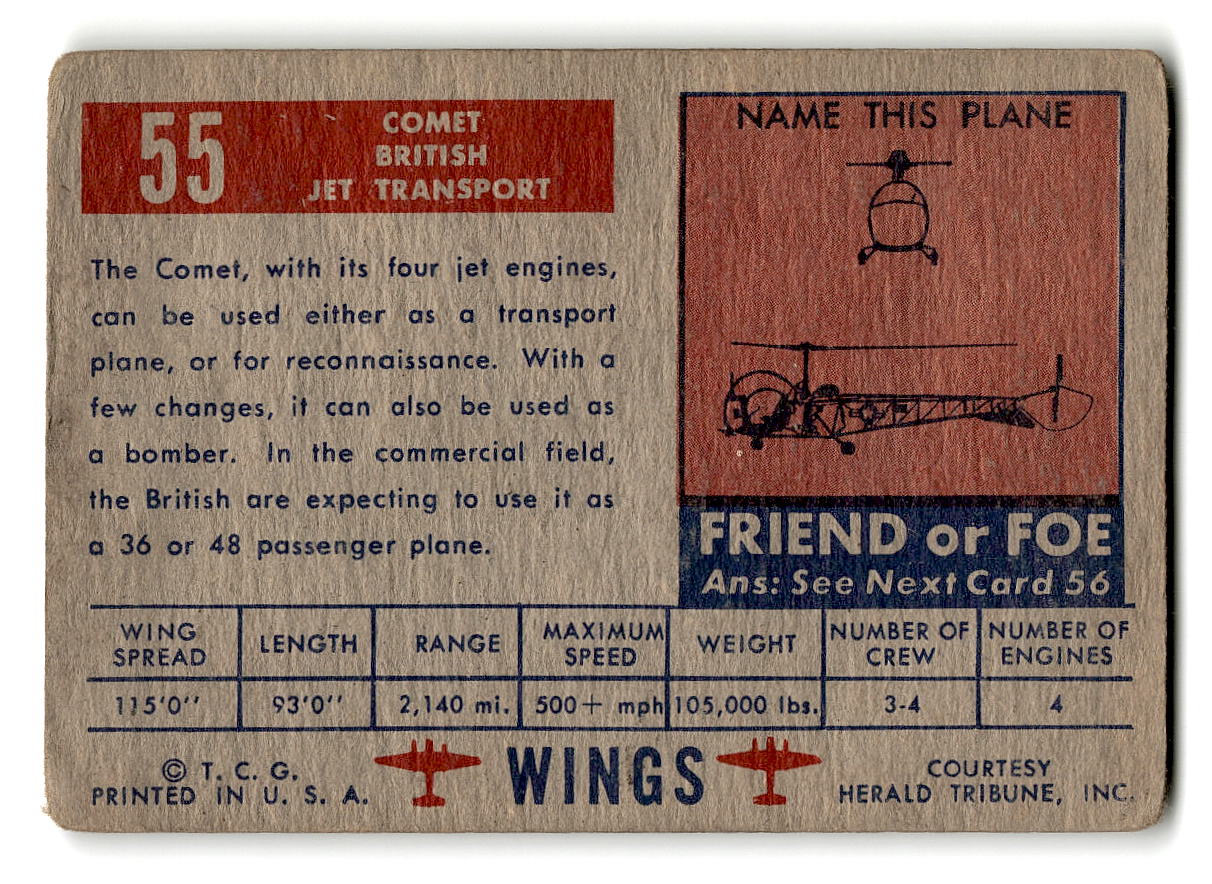 55
COMET
BRITISH
JET TRANSPORT
The Comet, with its four jet engines,
can be used either as a transport
plane, or for reconnaissance. With a
few changes, it can also be used as
a bomber. In the commercial field,
the British are expecting to use it as
a 36 or 48 passenger plane.
NAME THIS PLANE
FRIEND or FOE
Ans: See Next Card 56
WING SPREAD
LENGTH
RANGE
MAXIMUM SPEED
WEIGHT
NUMBER OF CREW
NUMBER OF ENGINES
115'0''
93'0''
2,140 mi.
500+ mph
105,000 lbs.
3-4
4
© T. C. G.
PRINTED IN U. S. A.
WINGS
COURTESY
HERALD TRIBUNE, INC.